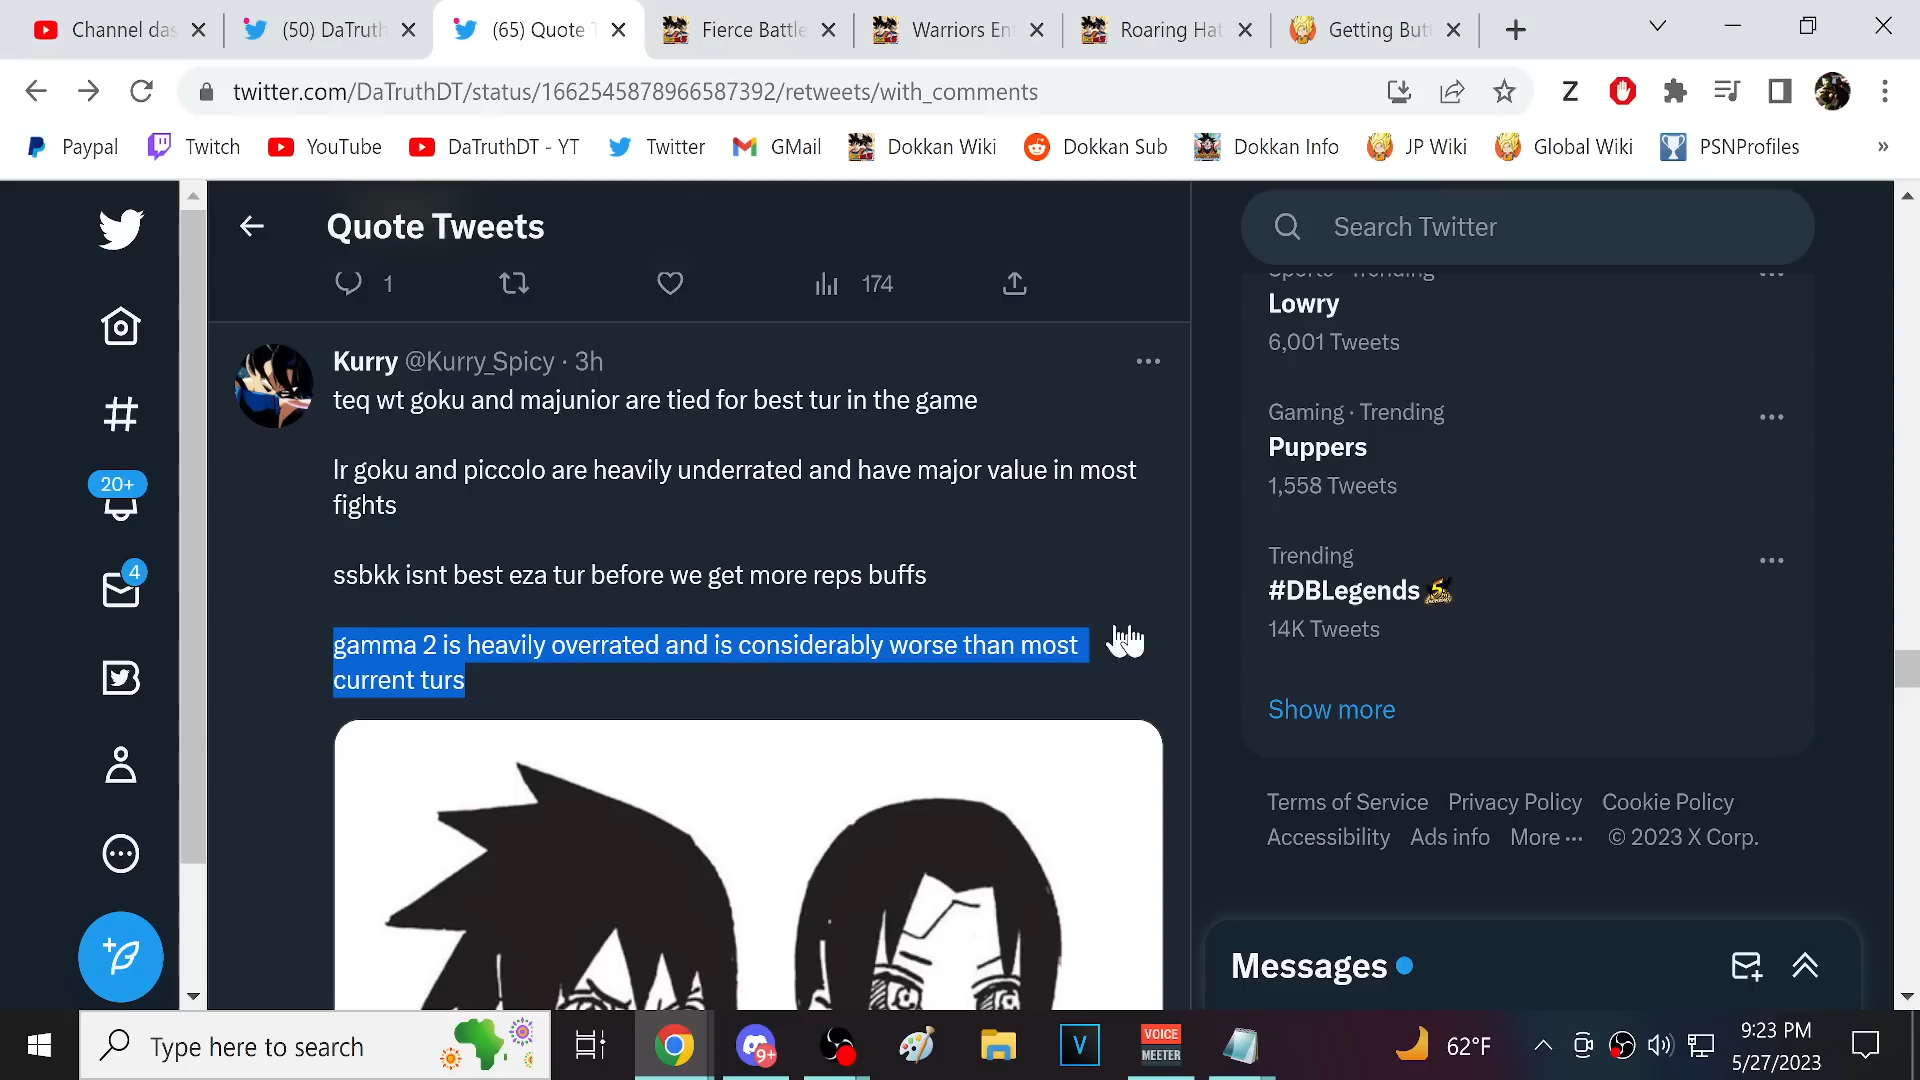 Channel das
(50) DaTruth
(65) Quote T
Fierce Battle
Warriors Ent
Roaring Hat
Getting But
twitter.com/DaTruthDT/status/1662545878966587392/retweets/with_comments
Z
Paypal
Twitch
YouTube
DaTruthDT - YT
Twitter
GMail
Dokkan Wiki
Dokkan Sub
Dokkan Info
JP Wiki
Global Wiki
PSNProfiles
»
Quote Tweets
1
174
Kurry @Kurry_Spicy · 3h
teq wt goku and majunior are tied for best tur in the game
lr goku and piccolo are heavily underrated and have major value in most
fights
ssbkk isnt best eza tur before we get more reps buffs
gamma 2 is heavily overrated and is considerably worse than most
current turs
20+
4
Search Twitter
Sports · Trending
Lowry
6,001 Tweets
Gaming · Trending
Puppers
1,558 Tweets
Trending
#DBLegends
14K Tweets
Show more
Terms of Service Privacy Policy Cookie Policy
Accessibility Ads info More ··· © 2023 X Corp.
Messages
Type here to search
9+
V
VOICE
MEETER
62°F
9:23 PM
5/27/2023